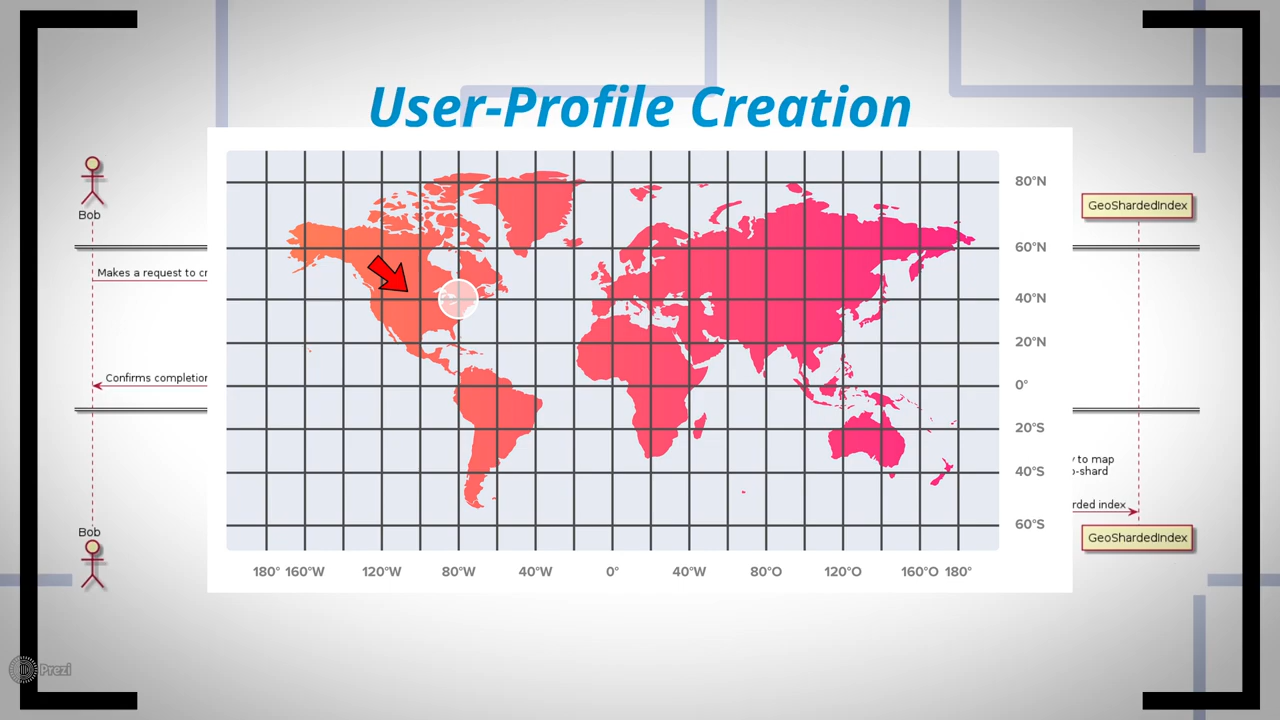 User-Profile Creation
Bob
GeoShardedIndex
Makes a request to cr
Confirms completion
y to map
o-shard
rded index
Bob
GeoShardedIndex
80°N
60°N
40°N
20°N
0°
20°S
40°S
60°S
180° 160°W 120°W 80°W 40°W 0° 40°W 80°O 120°O 160°O 180°
Prezi